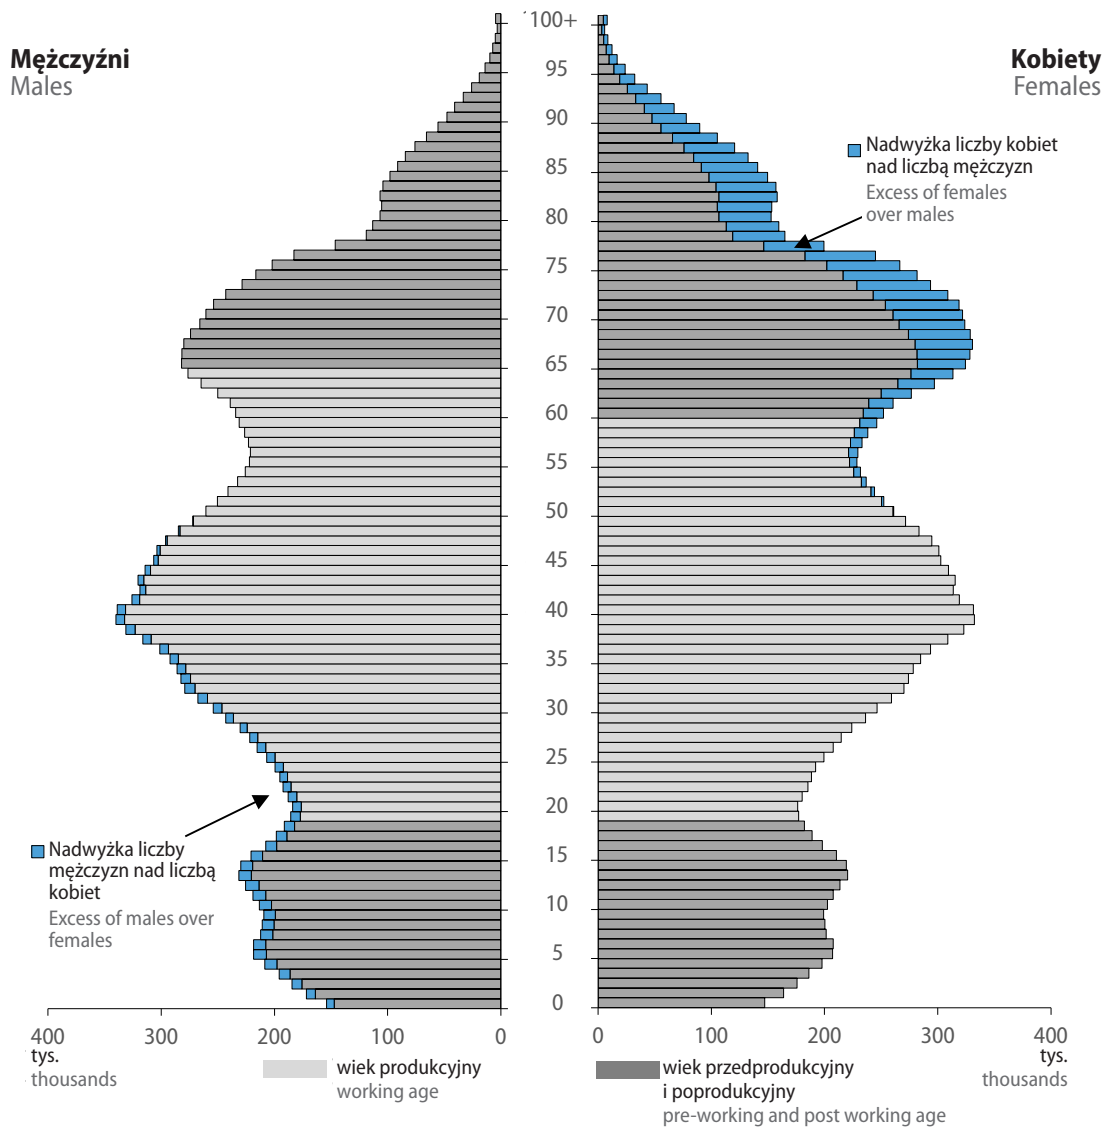 Mężczyźni
Males
Kobiety
Females
100+
95
90
85
80
75
70
65
60
55
50
45
40
35
30
25
20
15
10
5
0
Nadwyżka liczby kobiet
nad liczbą mężczyzn
Excess of females
over males
Nadwyżka liczby
mężczyzn nad liczbą
kobiet
Excess of males over
females
400 300 200 100 0
0 100 200 300 400
tys.
thousands
tys.
thousands
wiek produkcyjny
working age
wiek przedprodukcyjny
i poprodukcyjny
pre-working and post working age